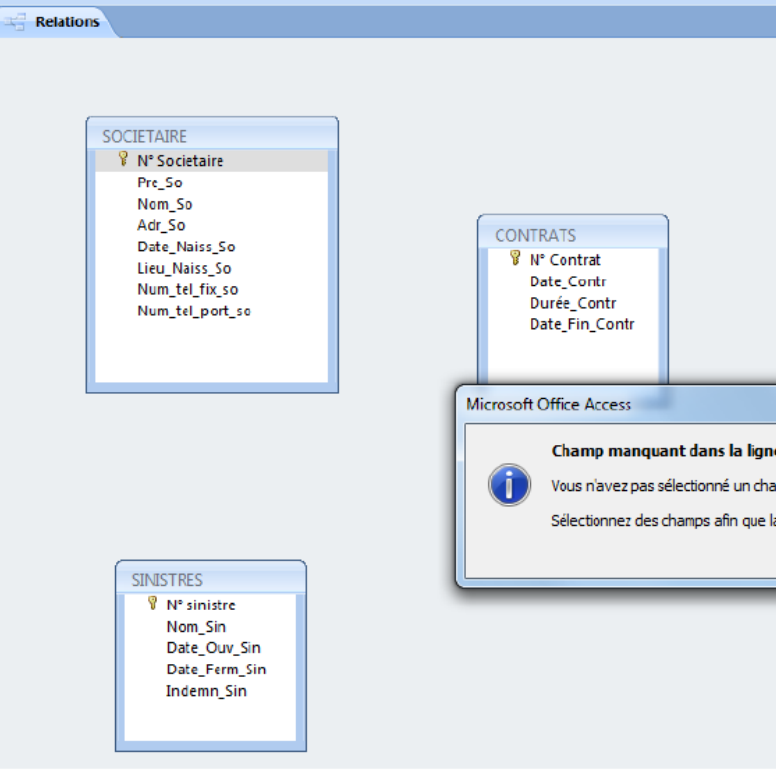 Relations
SOCIETAIRE
N° Societaire
Pre_So
Nom_So
Adr_So
Date_Naiss_So
Lieu_Naiss_So
Num_tel_fix_so
Num_tel_port_so
CONTRATS
N° Contrat
Date_Contr
Durée_Contr
Date_Fin_Contr
Microsoft Office Access
Champ manquant dans la ligne
Vous n'avez pas sélectionné un cha
Sélectionnez des champs afin que la
SINISTRES
N° sinistre
Nom_Sin
Date_Ouv_Sin
Date_Ferm_Sin
Indemn_Sin